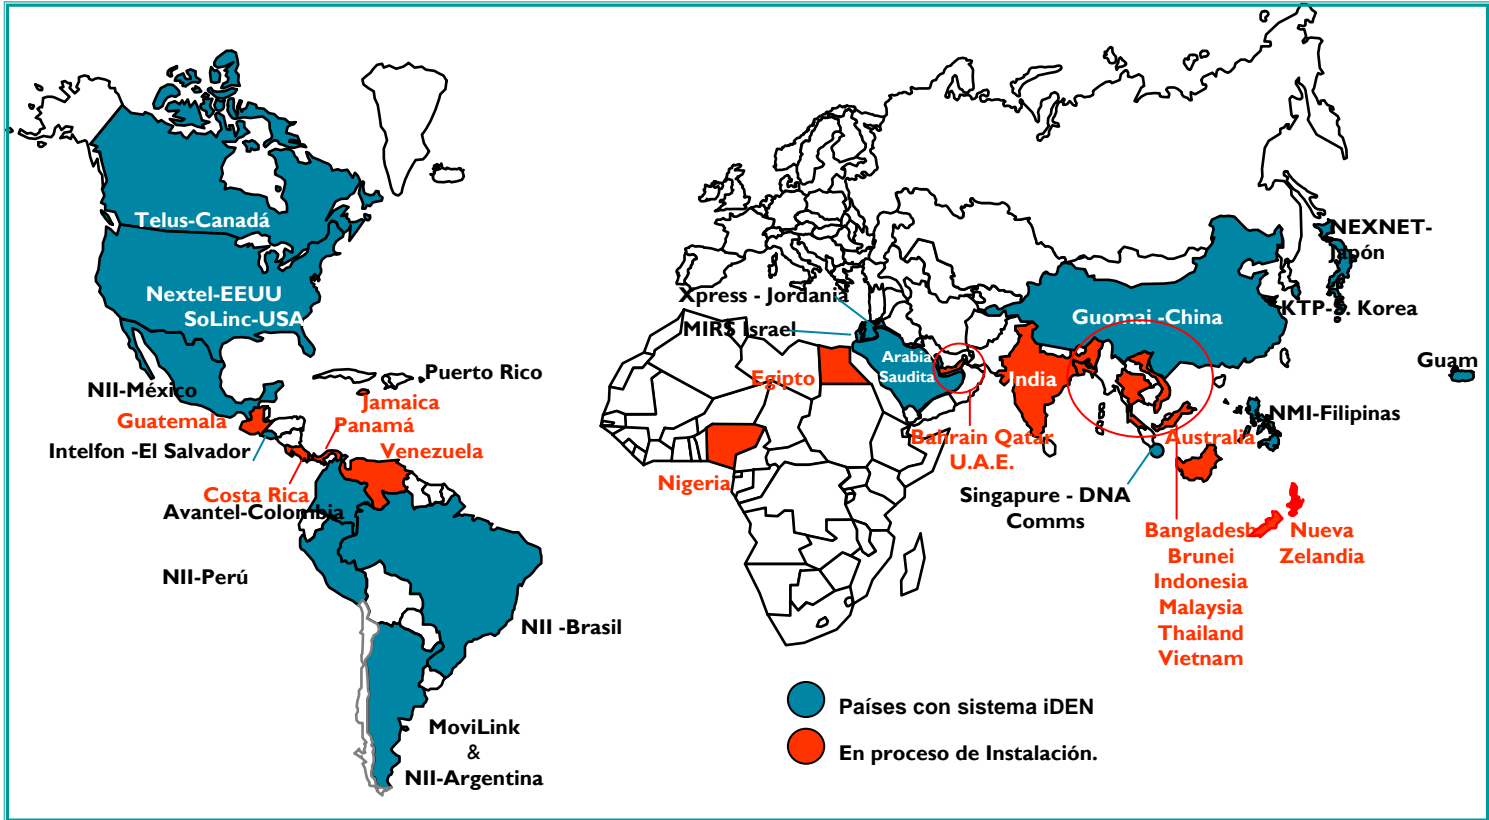 Telus-Canadá
Nextel-EEUU
SoLinc-USA
NII-México
Puerto Rico
Jamaica
Guatemala
Panamá
Intelfon -El Salvador
Venezuela
Costa Rica
Avantel-Colombia
NII-Perú
NII -Brasil
MoviLink
&
NII-Argentina
Xpress - Jordania
MIRS Israel
Egipto
Arabia
Saudita
Nigeria
Bahrain Qatar
U.A.E.
India
Guomai -China
NEXNET-
Japón
KTP-S. Korea
Guam
NMI-Filipinas
Australia
Singapure - DNA
Comms
Bangladesh
Brunei
Indonesia
Malaysia
Thailand
Vietnam
Nueva
Zelandia
Países con sistema iDEN
En proceso de Instalación.